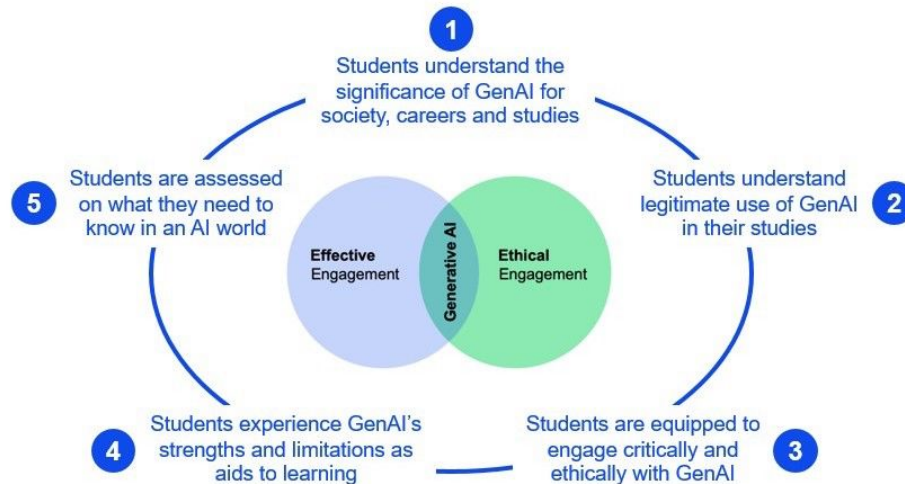 1
Students understand the
significance of GenAI for
society, careers and studies
2
Students understand
legitimate use of GenAI
in their studies
3
Students are equipped to
engage critically and
ethically with GenAI
4
Students experience GenAI's
strengths and limitations as
aids to learning
5
Students are assessed
on what they need to
know in an AI world
Effective
Engagement
Generative AI
Ethical
Engagement